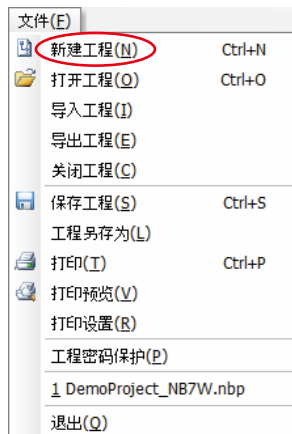 文件(F)
新建工程(N) Ctrl+N
打开工程(O) Ctrl+O
导入工程(I)
导出工程(E)
关闭工程(C)
保存工程(S) Ctrl+S
工程另存为(L)
打印(T) Ctrl+P
打印预览(V)
打印设置(R)
工程密码保护(P)
1 DemoProject_NB7W.nbp
退出(Q)